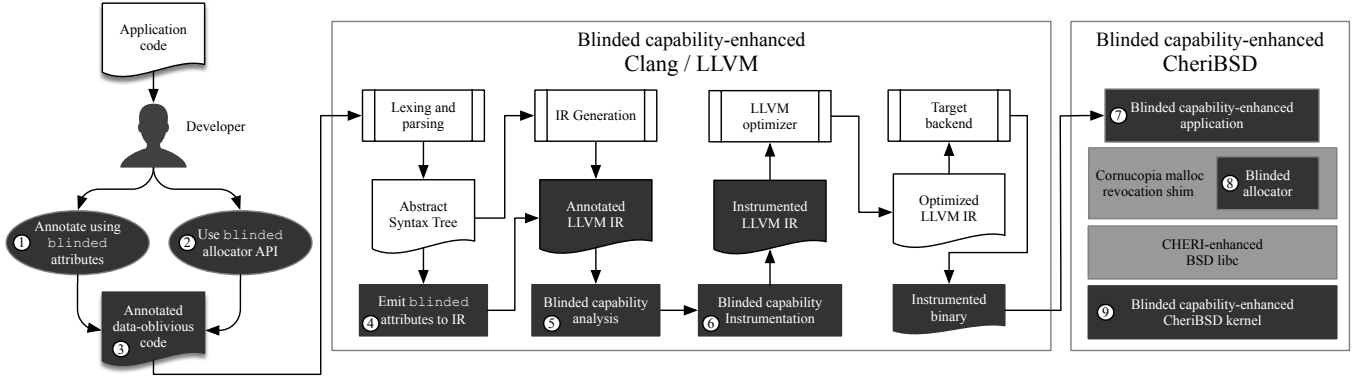 Application
code
Developer
1
Annotate using
blinded
attributes
2
Use blinded
allocator API
Annotated
data-oblivious
code
3
Blinded capability-enhanced
Clang / LLVM
Lexing and
parsing
IR Generation
LLVM
optimizer
Target
backend
Abstract
Syntax Tree
Annotated
LLVM IR
Instrumented
LLVM IR
Optimized
LLVM IR
Emit blinded
4 attributes to IR
Blinded capability
5 analysis
Blinded capability
6 Instrumentation
Instrumented
binary
Blinded capability-enhanced
CheriBSD
7 Blinded capability-enhanced
application
Cornucopia malloc
revocation shim
8 Blinded
allocator
CHERI-enhanced
BSD libc
9 Blinded capability-enhanced
CheriBSD kernel